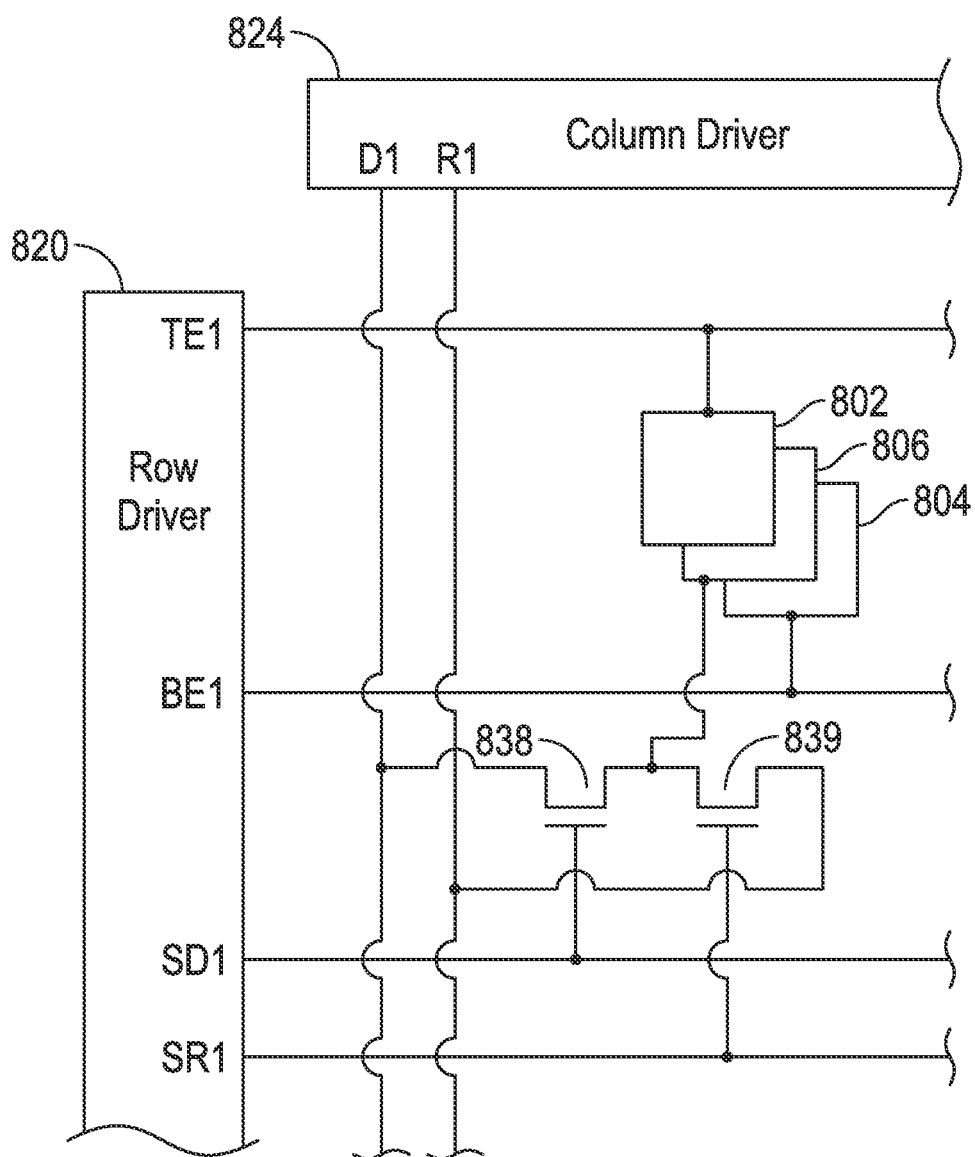 824
Column Driver
D1 R1
820
TE1
802
Row
Driver
806
804
BE1
838
839
SD1
SR1